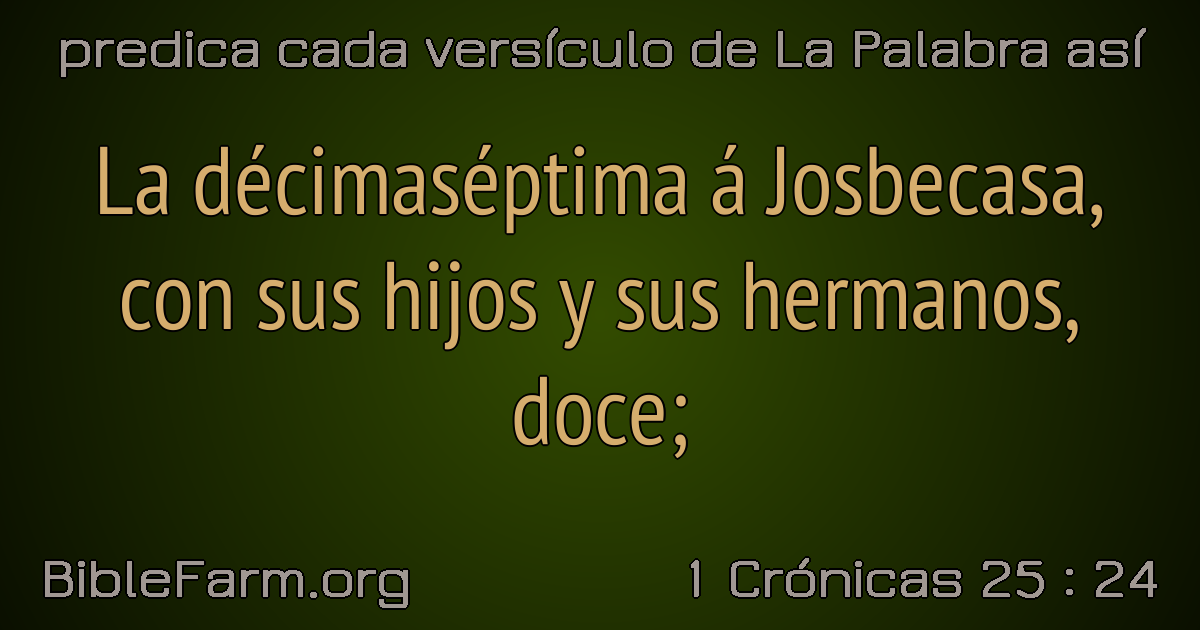 predica cada versículo de La Palabra así
La décimaséptima á Josbecasa,
con sus hijos y sus hermanos,
doce;
BibleFarm.org 1 Crónicas 25 : 24